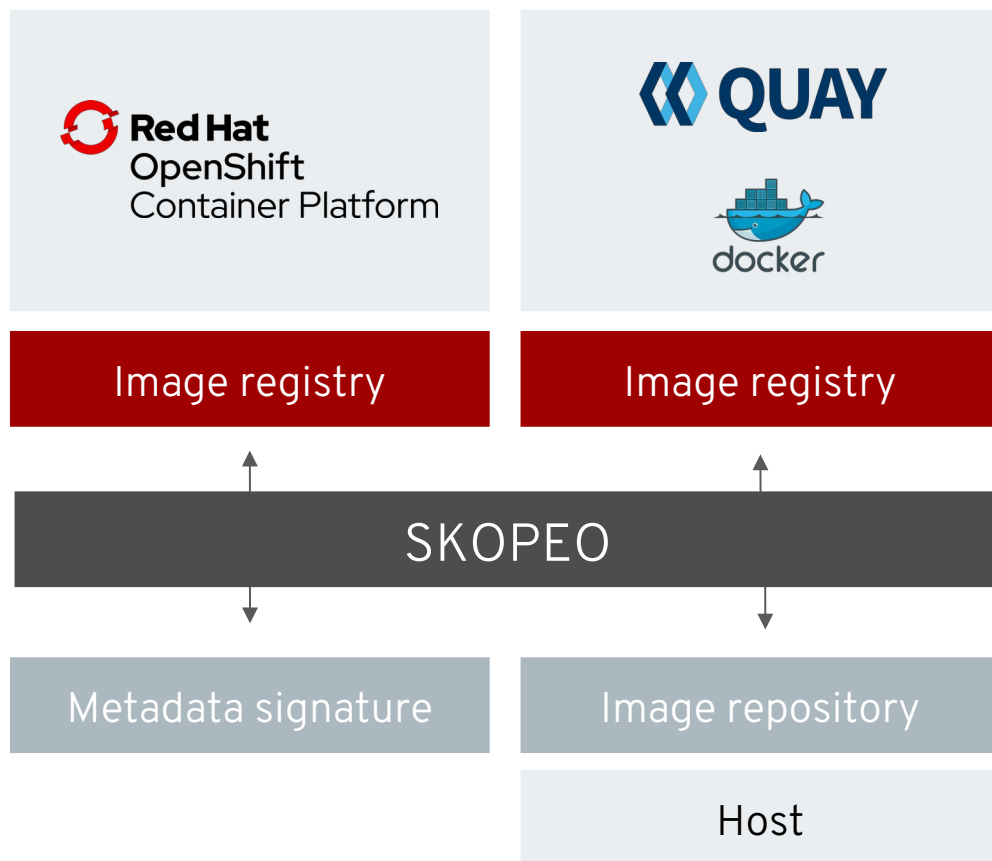 Red Hat
OpenShift
Container Platform
QUAY
docker
Image registry
Image registry
SKOPEO
Metadata signature
Image repository
Host